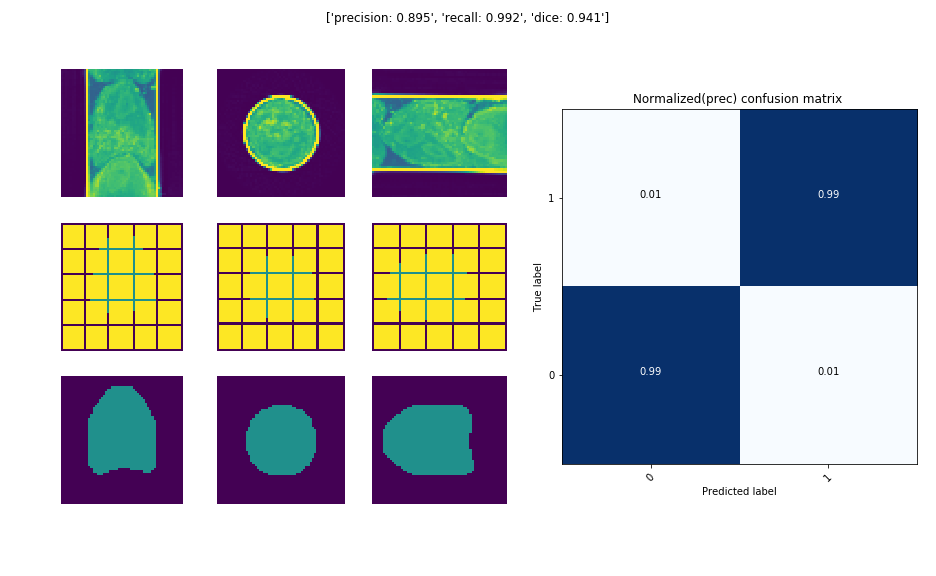 ['precision: 0.895', 'recall: 0.992', 'dice: 0.941']
Normalized(prec) confusion matrix
1
0.01
0.99
True label
0
0.99
0.01
0
1
Predicted label